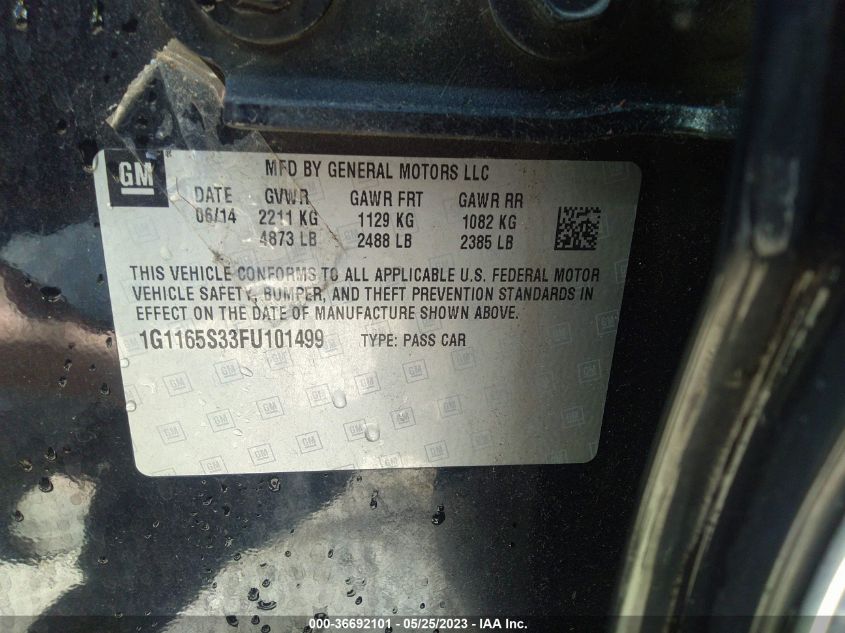 GM
MFD BY GENERAL MOTORS LLC
DATE GVWR GAWR FRT GAWR RR
06/14 2211 KG 1129 KG 1082 KG
4873 LB 2488 LB 2385 LB
THIS VEHICLE CONFORMS TO ALL APPLICABLE U.S. FEDERAL MOTOR
VEHICLE SAFETY, BUMPER, AND THEFT PREVENTION STANDARDS IN
EFFECT ON THE DATE OF MANUFACTURE SHOWN ABOVE.
1G1165S33FU101499 TYPE: PASS CAR
000-36692101 - 05/25/2023 - IAA Inc.